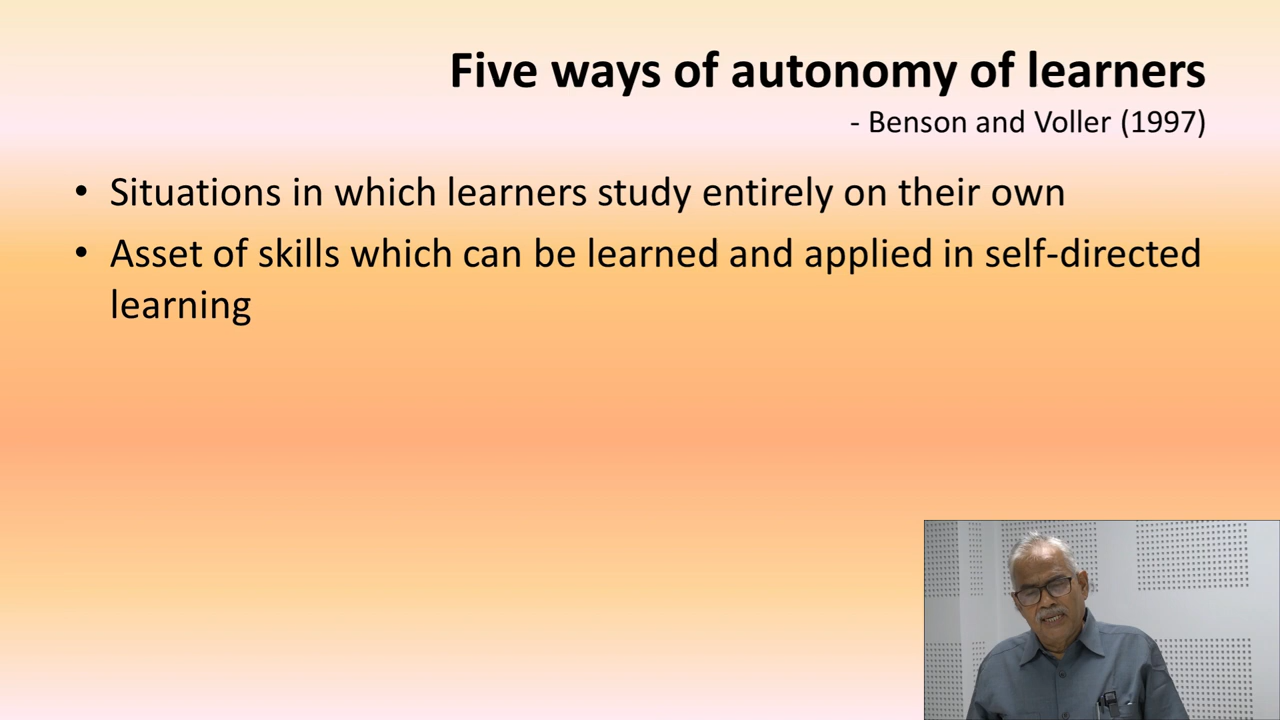 Five ways of autonomy of learners
- Benson and Voller (1997)
• Situations in which learners study entirely on their own
• Asset of skills which can be learned and applied in self-directed
learning